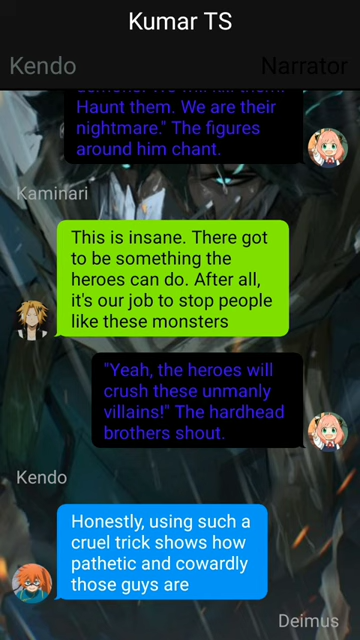 Kumar TS
Kendo
Narrator
Haunt them. We are their
nightmare." The figures
around him chant.
Kaminari
This is insane. There got
to be something the
heroes can do. After all,
it's our job to stop people
like these monsters
"Yeah, the heroes will
crush these unmanly
villains!" The hardhead
brothers shout.
Kendo
Honestly, using such a
cruel trick shows how
pathetic and cowardly
those guys are
Deimus